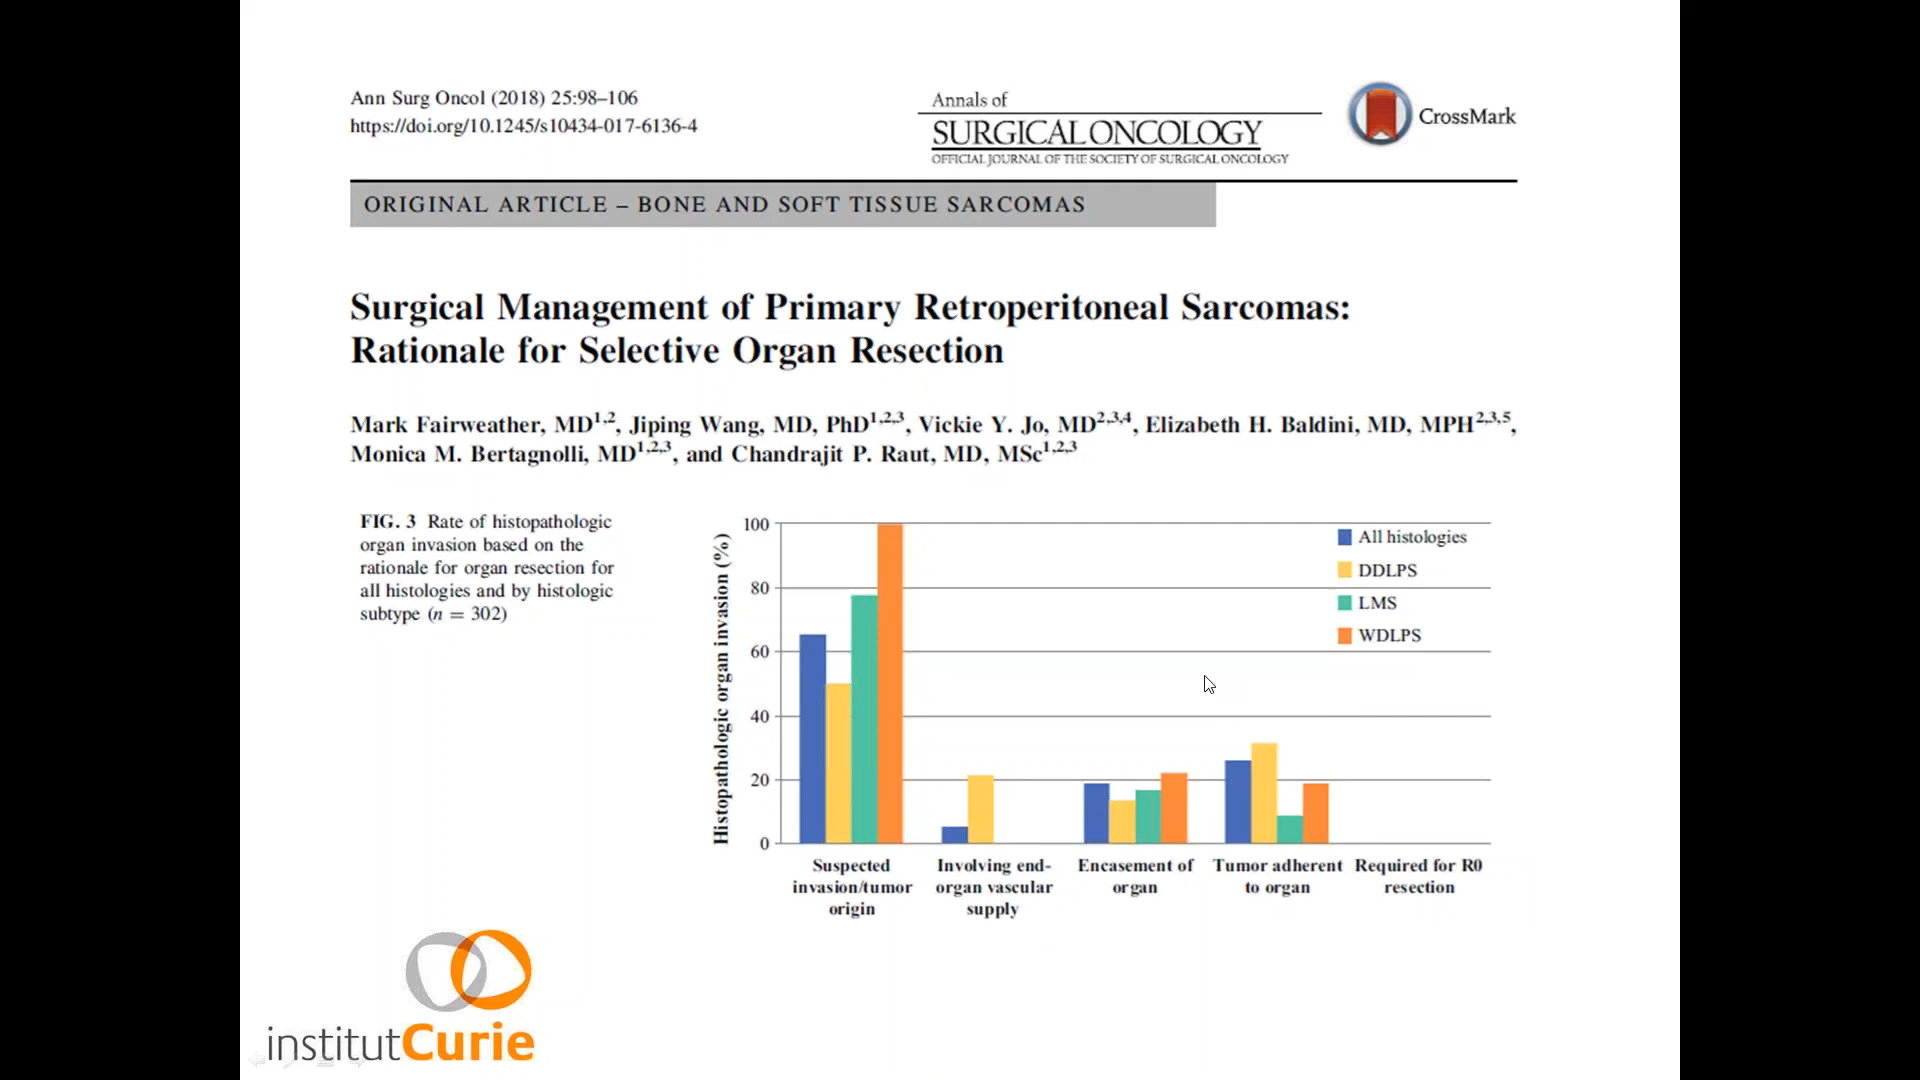 Ann Surg Oncol (2018) 25:98–106
https://doi.org/10.1245/s10434-017-6136-4
Annals of
SURGICAL ONCOLOGY
OFFICIAL JOURNAL OF THE SOCIETY OF SURGICAL ONCOLOGY
CrossMark
ORIGINAL ARTICLE – BONE AND SOFT TISSUE SARCOMAS
Surgical Management of Primary Retroperitoneal Sarcomas:
Rationale for Selective Organ Resection
Mark Fairweather, MD1,2, Jiping Wang, MD, PhD1,2,3, Vickie Y. Jo, MD2,3,4, Elizabeth H. Baldini, MD, MPH2,3,5,
Monica M. Bertagnolli, MD1,2,3, and Chandrajit P. Raut, MD, MSc1,2,3
FIG. 3 Rate of histopathologic
organ invasion based on the
rationale for organ resection for
all histologies and by histologic
subtype (n = 302)
Histopathologic organ invasion (%)
100
80
60
40
20
0
All histologies
DDLPS
LMS
WDLPS
Suspected
invasion/tumor
origin
Involving end-
organ vascular
supply
Encasement of
organ
Tumor adherent
to organ
Required for R0
resection
institutCurie